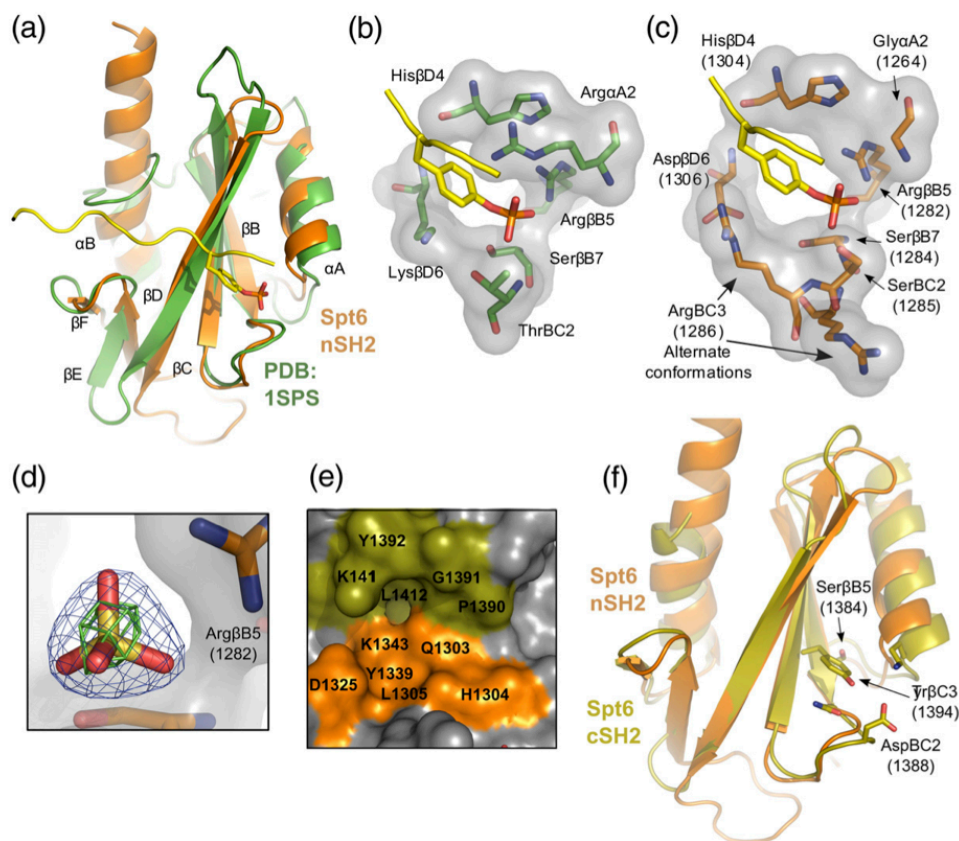 (a)
αB
βB
αA
βD
βF
βE
βC
Spt6
nSH2
PDB:
1SPS
(b)
HisβD4
ArgαA2
ArgβB5
LysβD6
SerβB7
ThrBC2
(c)
HisβD4
(1304)
GlyαA2
(1264)
AspβD6
(1306)
ArgβB5
(1282)
SerβB7
(1284)
SerBC2
(1285)
ArgBC3
(1286)
Alternate
conformations
(d)
ArgβB5
(1282)
(e)
Y1392
K141
G1391
L1412
P1390
K1343
Q1303
Y1339
D1325
L1305
H1304
(f)
Spt6
nSH2
SerβB5
(1384)
Spt6
cSH2
TyrβC3
(1394)
AspBC2
(1388)